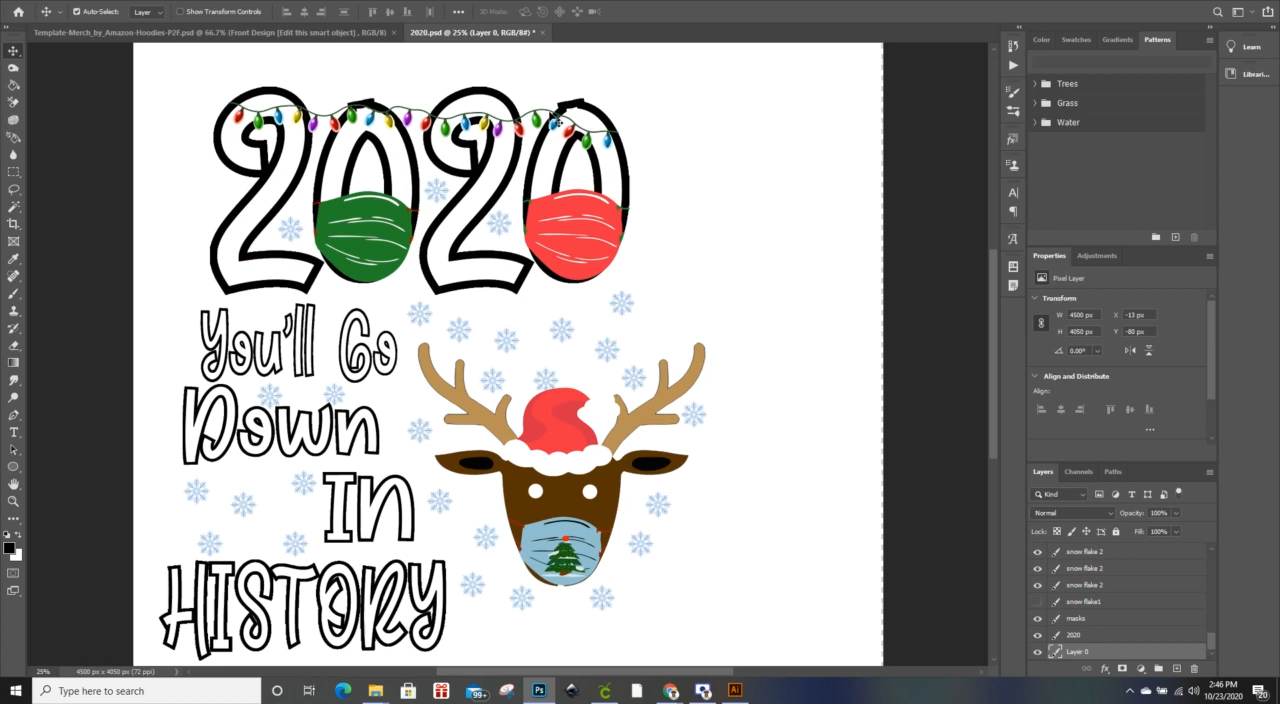 Auto-Select: Layer Show Transform Controls 3D Mode:
Template-Merch_by_Amazon-Hoodies-P2F.psd @ 66.7% (Front Design [Edit this smart object] , RGB/8) × 2020.psd @ 25% (Layer 0, RGB/8#) * ×
Color Swatches Gradients Patterns
Learn
Librari...
Trees
Grass
Water
2020
You'll Go
Down
In
HISTORY
Properties Adjustments
Pixel Layer
Transform
W 4500 px X -13 px
H 4050 px Y -80 px
0.00°
Align and Distribute
Align:
Layers Channels Paths
Kind
Normal Opacity: 100%
Lock: Fill: 100%
snow flake 2
snow flake 2
snow flake 2
snow flake1
masks
2020
Layer 0
25% 4500 px x 4050 px (72 ppi)
Type here to search
99+
Ps
Ai
2:46 PM
10/23/2020
20